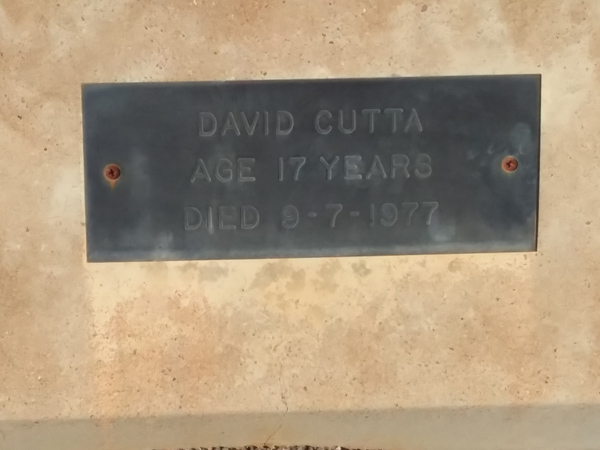 DAVID CUTTA
AGE 17 YEARS
DIED 9-7-1977